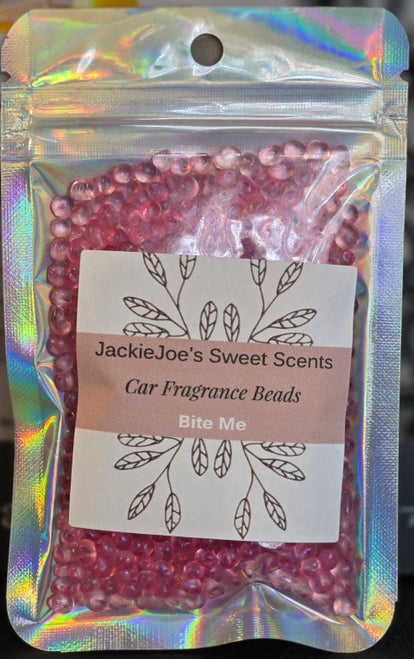 JackieJoe's Sweet Scents
Car Fragrance Beads
Bite Me